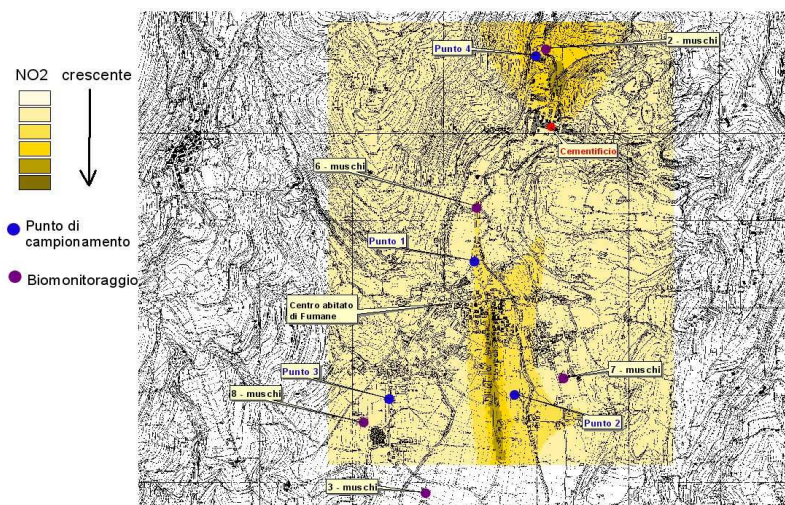 NO2 crescente
Punto di
campionamento
Biomonitoraggio
Punto 4
2 - muschi
Cementificio
6 - muschi
Punto 1
Centro abitato
di Fumane
Punto 3
7 - muschi
8 - muschi
Punto 2
3 - muschi